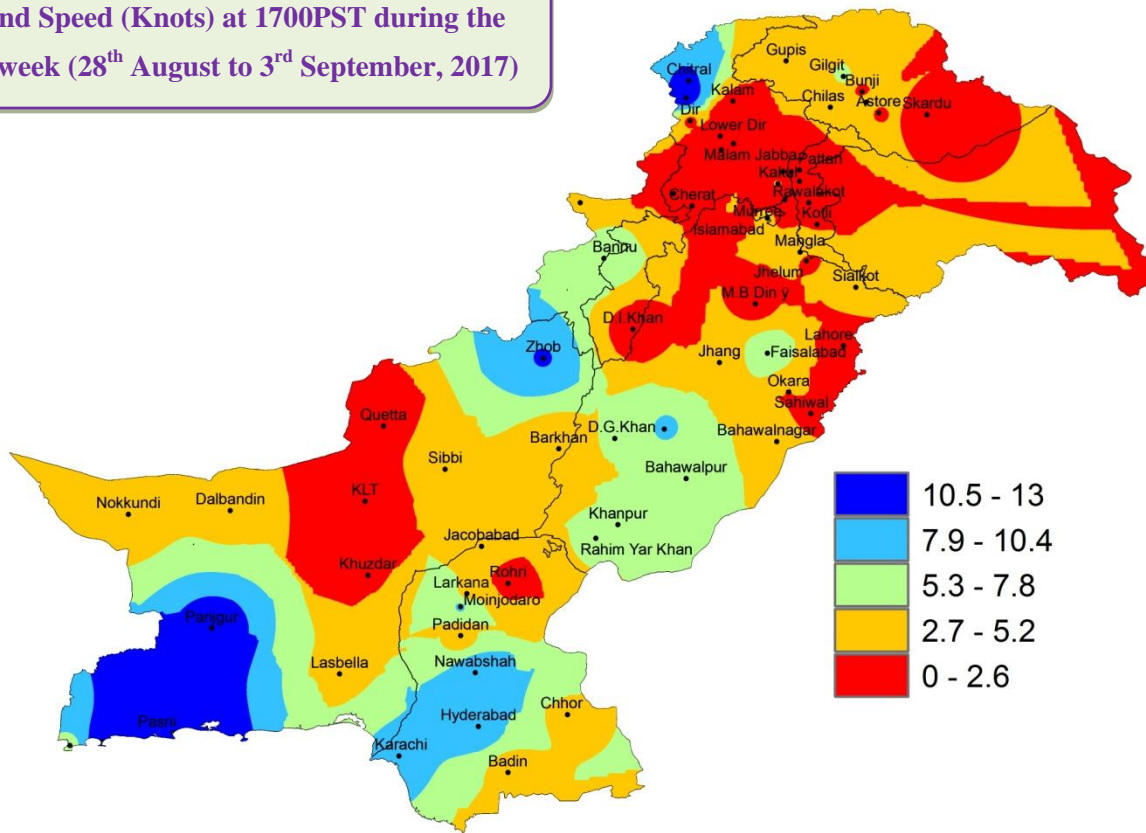 nd Speed (Knots) at 1700PST during the
week (28th August to 3rd September, 2017)
Gupis
Gilgit
Bunji
Chitral
Kalam
Chilas
Astore
Skardu
Dir
Lower Dir
Malam Jabba
Pattan
Kakul
Cherat
Rawalakot
Murree
Kotli
Islamabad
Mangla
Bannu
Jhelum
Sialkot
M.B Din ÿ
D.I.Khan
Lahore
Zhob
Jhang
Faisalabad
Okara
Sahiwal
Quetta
D.G.Khan
Bahawalnagar
Barkhan
Sibbi
Bahawalpur
Nokkundi
Dalbandin
KLT
Khanpur
Jacobabad
Rahim Yar Khan
Khuzdar
Rohri
Larkana
Moinjodaro
Panjgur
Padidan
Lasbella
Nawabshah
Pasni
Hyderabad
Chhor
Karachi
Badin
10.5 - 13
7.9 - 10.4
5.3 - 7.8
2.7 - 5.2
0 - 2.6